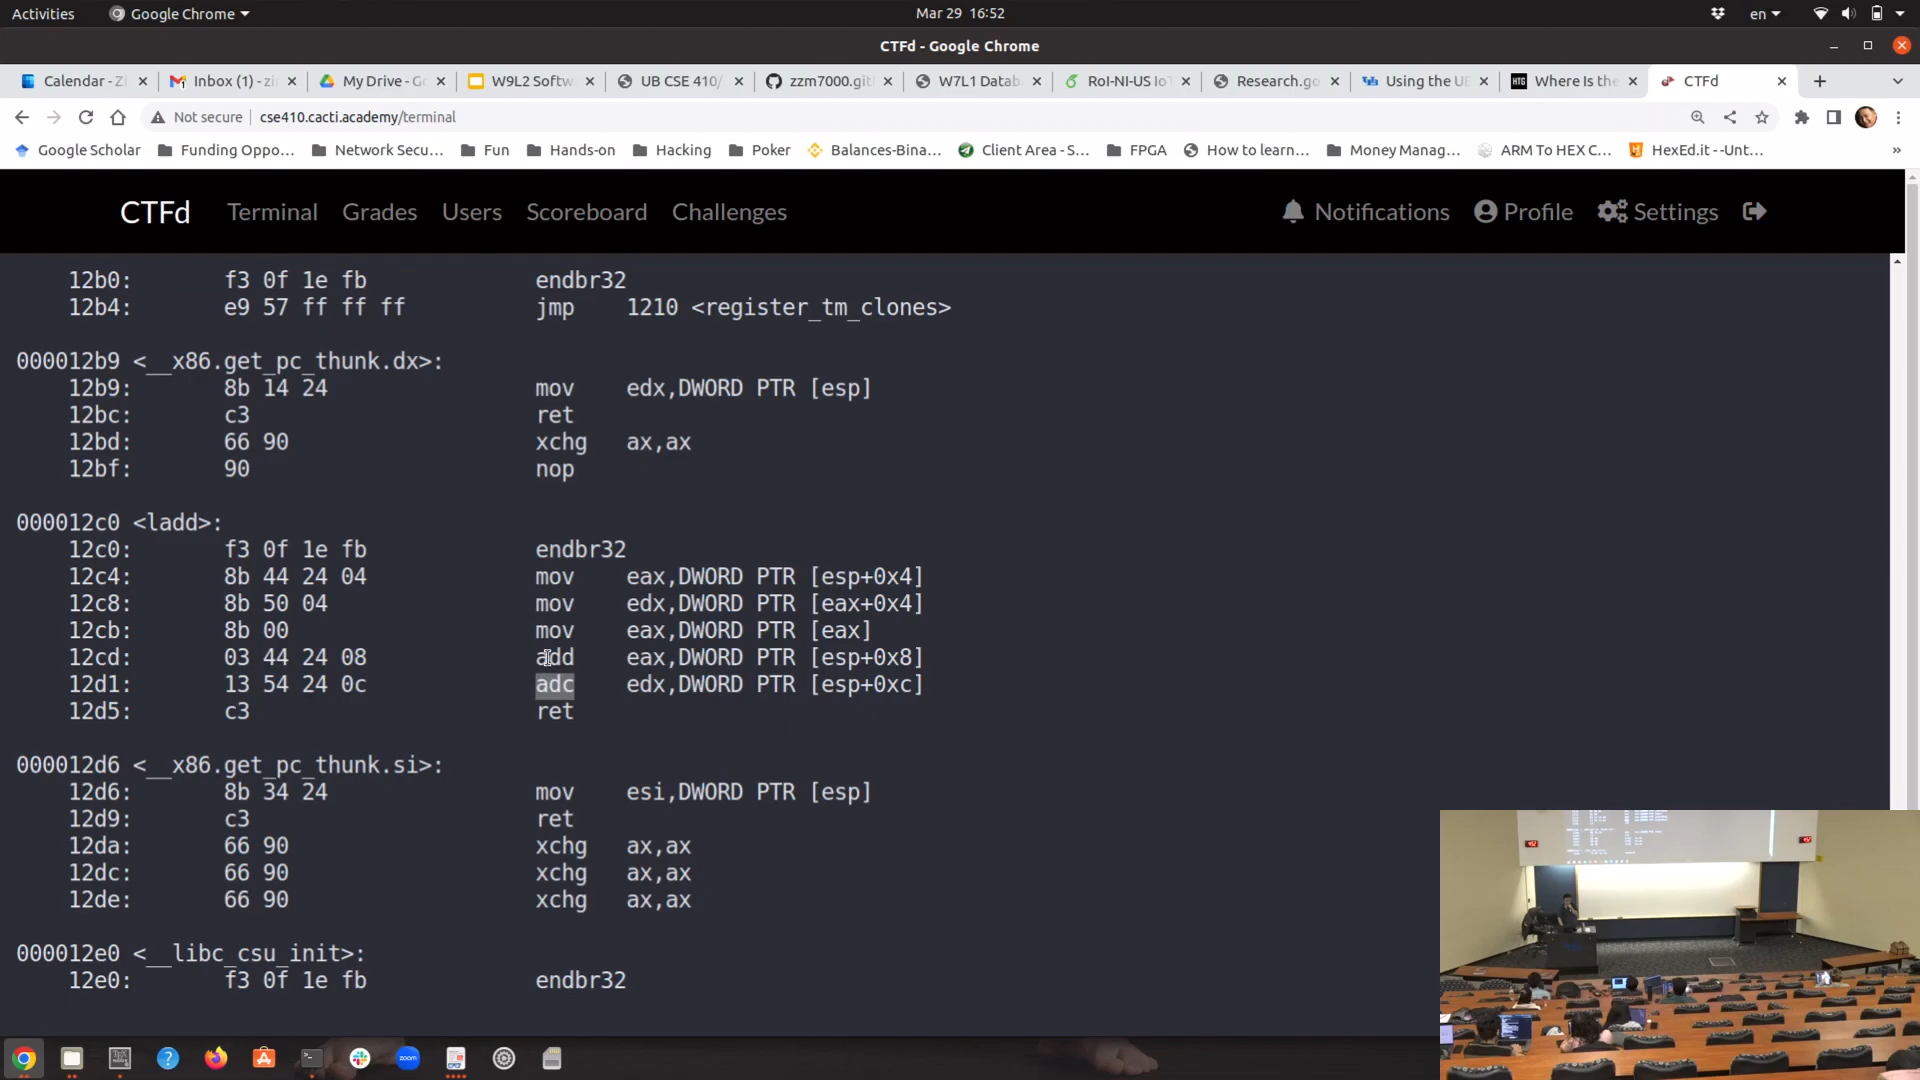 Activities Google Chrome Mar 29 16:52 en
CTFd - Google Chrome
Calendar - Zi Inbox (1) - zi My Drive - Go W9L2 Softw UB CSE 410/ zzm7000.git W7L1 Datab RoI-NI-US Io Research.go Using the UB Where Is the CTFd
Not secure cse410.cacti.academy/terminal
Google Scholar Funding Oppo... Network Secu... Fun Hands-on Hacking Poker Balances-Bina... Client Area - S... FPGA How to learn... Money Manag... ARM To HEX C... HexEd.it --Unt... »
CTFd Terminal Grades Users Scoreboard Challenges Notifications Profile Settings
12b0: f3 0f 1e fb endbr32
12b4: e9 57 ff ff ff jmp 1210 <register_tm_clones>
000012b9 <__x86.get_pc_thunk.dx>:
12b9: 8b 14 24 mov edx,DWORD PTR [esp]
12bc: c3 ret
12bd: 66 90 xchg ax,ax
12bf: 90 nop
000012c0 <ladd>:
12c0: f3 0f 1e fb endbr32
12c4: 8b 44 24 04 mov eax,DWORD PTR [esp+0x4]
12c8: 8b 50 04 mov edx,DWORD PTR [eax+0x4]
12cb: 8b 00 mov eax,DWORD PTR [eax]
12cd: 03 44 24 08 add eax,DWORD PTR [esp+0x8]
12d1: 13 54 24 0c adc edx,DWORD PTR [esp+0xc]
12d5: c3 ret
000012d6 <__x86.get_pc_thunk.si>:
12d6: 8b 34 24 mov esi,DWORD PTR [esp]
12d9: c3 ret
12da: 66 90 xchg ax,ax
12dc: 66 90 xchg ax,ax
12de: 66 90 xchg ax,ax
000012e0 <__libc_csu_init>:
12e0: f3 0f 1e fb endbr32
zoom